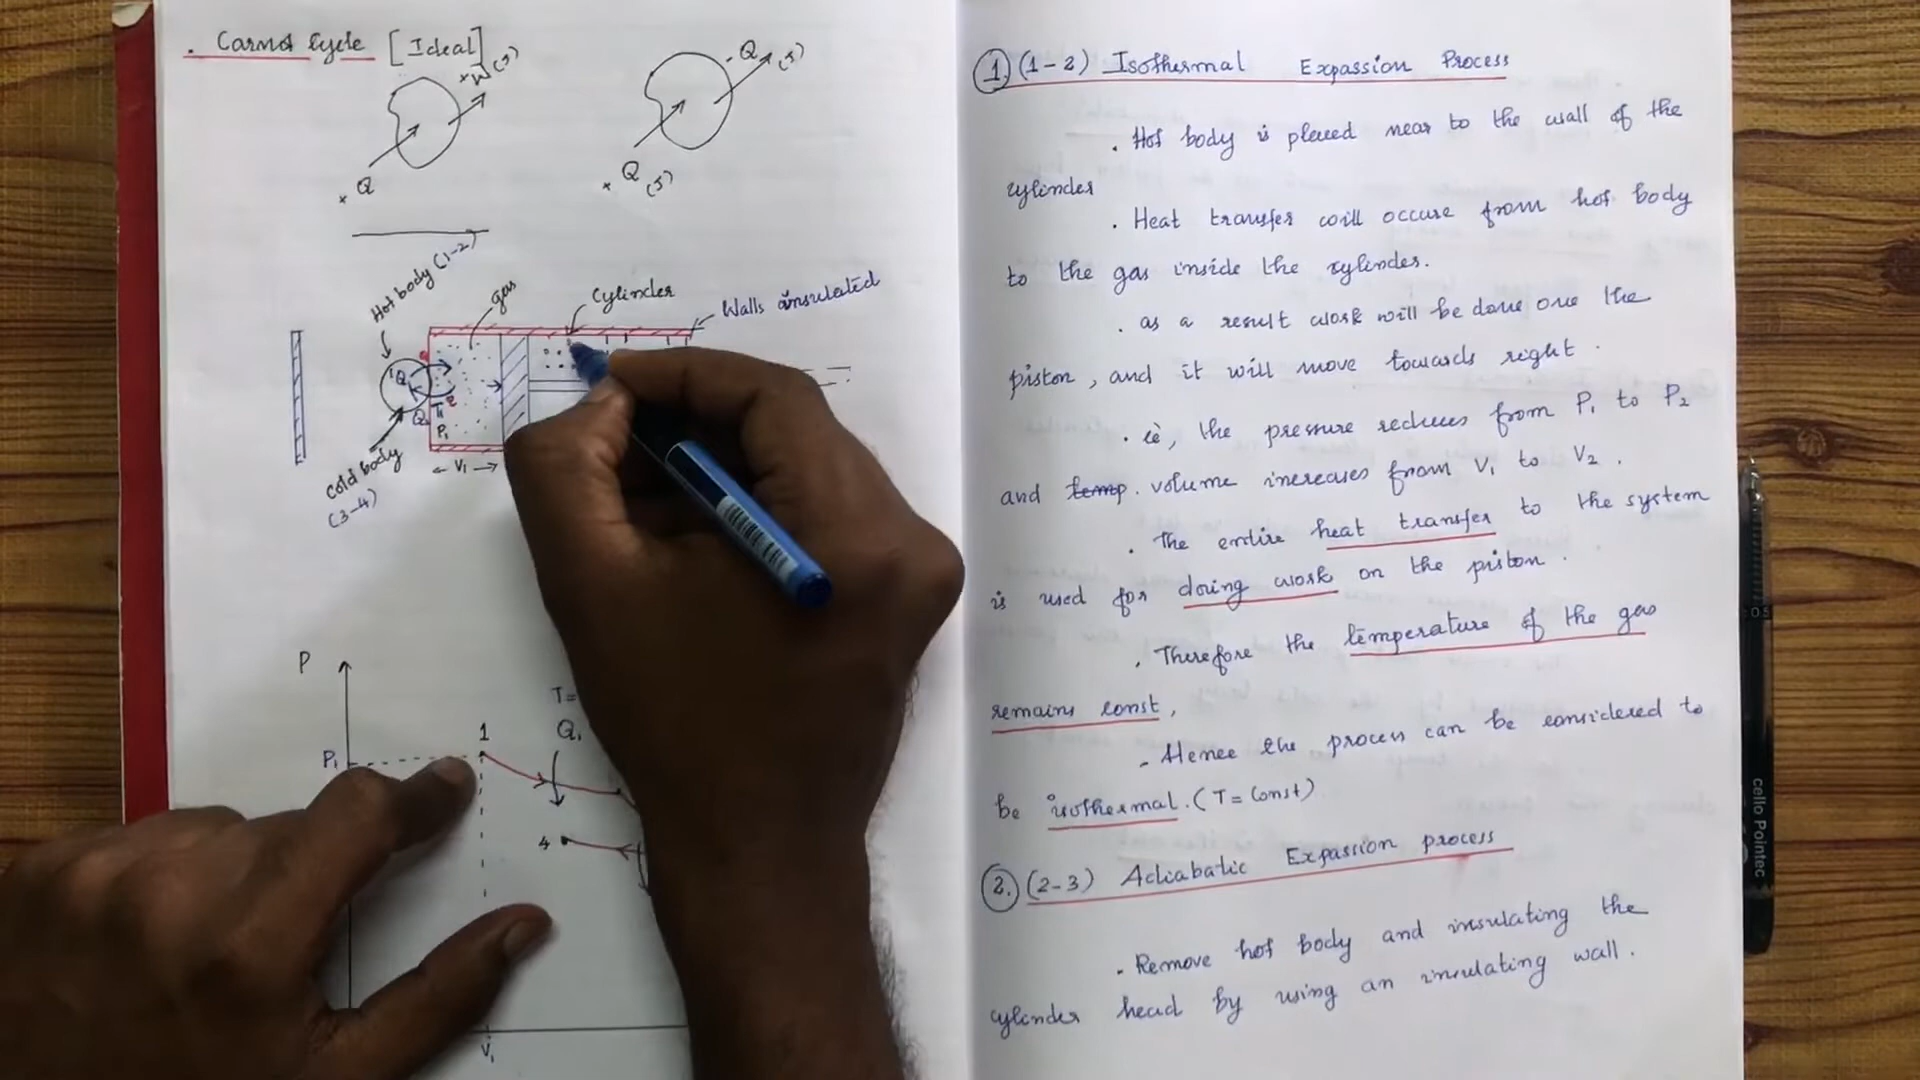 . Carnot Cycle [Ideal]
+W (J)
+ Q
- Q (J)
+ Q (J)
Hot body (1-2)
gas
Cylinder
Walls insulated
Q
T1
P1
Cold body
(3-4)
← V1 →
P
T=
Q1
1
P1
4
V1
1. (1-2) Isothermal Expassion Process
. Hot body is placed near to the wall of the
cylinder
. Heat transfer will occure from hot body
to the gas inside the cylinder.
. as a result work will be done one the
piston, and it will move towards right.
. ie, the pressure reduces from P1 to P2
and temp. volume increases from V1 to V2.
. The entire heat transfer to the system
is used for doing work on the piston.
. Therefore the temperature of the gas
remains const,
. Hence the process can be considered to
be isothermal. (T= Const)
2. (2-3) Adiabatic Expassion process
. Remove hot body and insulating the
cylinder head by using an insulating wall.
cello Pointec
0.5